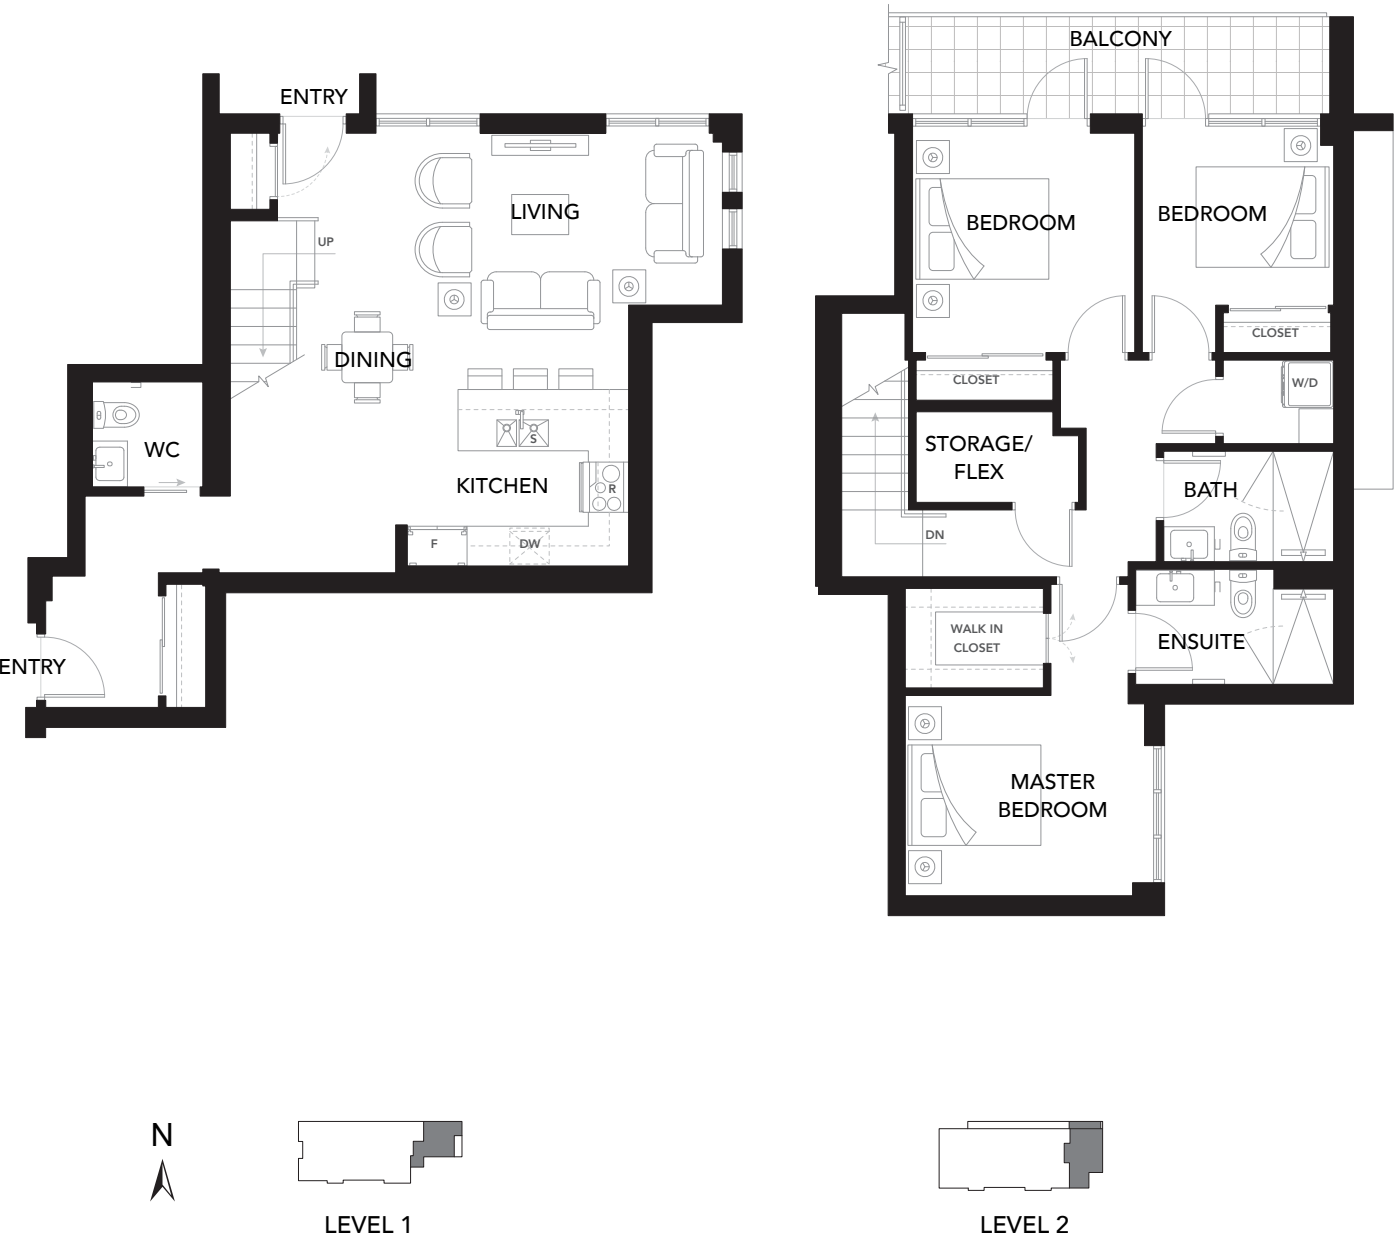 ENTRY
LIVING
UP
DINING
WC
S
KITCHEN
R
F
DW
ENTRY
BALCONY
BEDROOM
BEDROOM
CLOSET
CLOSET
W/D
STORAGE/
FLEX
BATH
DN
WALK IN
CLOSET
ENSUITE
MASTER
BEDROOM
N
LEVEL 1
LEVEL 2